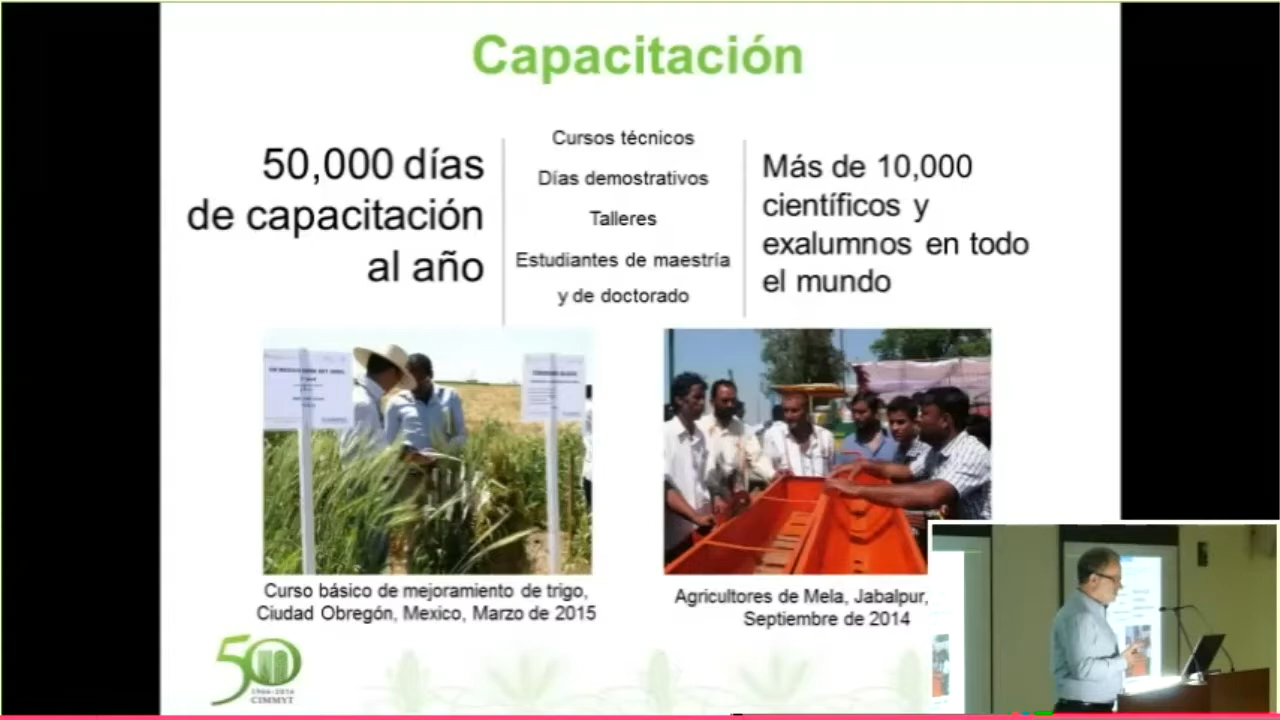 Capacitación
50,000 días
de capacitación
al año
Cursos técnicos
Días demostrativos
Talleres
Estudiantes de maestría
y de doctorado
Más de 10,000
científicos y
exalumnos en todo
el mundo
Curso básico de mejoramiento de trigo,
Ciudad Obregón, Mexico, Marzo de 2015
Agricultores de Mela, Jabalpur,
Septiembre de 2014
50
1966-2016
CIMMYT